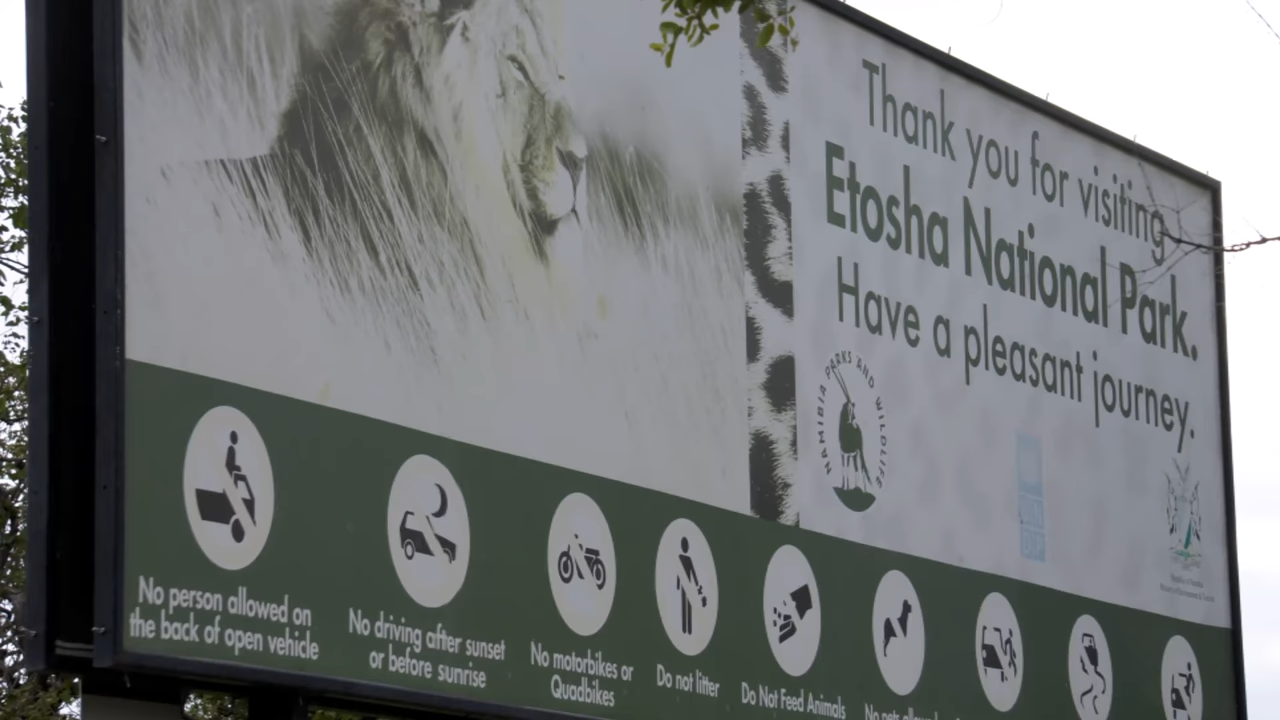 Thank you for visiting
Etosha National Park.
Have a pleasant journey.
NAMIBIA PARKS AND WILDLIFE
No person allowed on
the back of open vehicle
No driving after sunset
or before sunrise
No motorbikes or
Quadbikes
Do not litter
Do Not Feed Animals
No pets